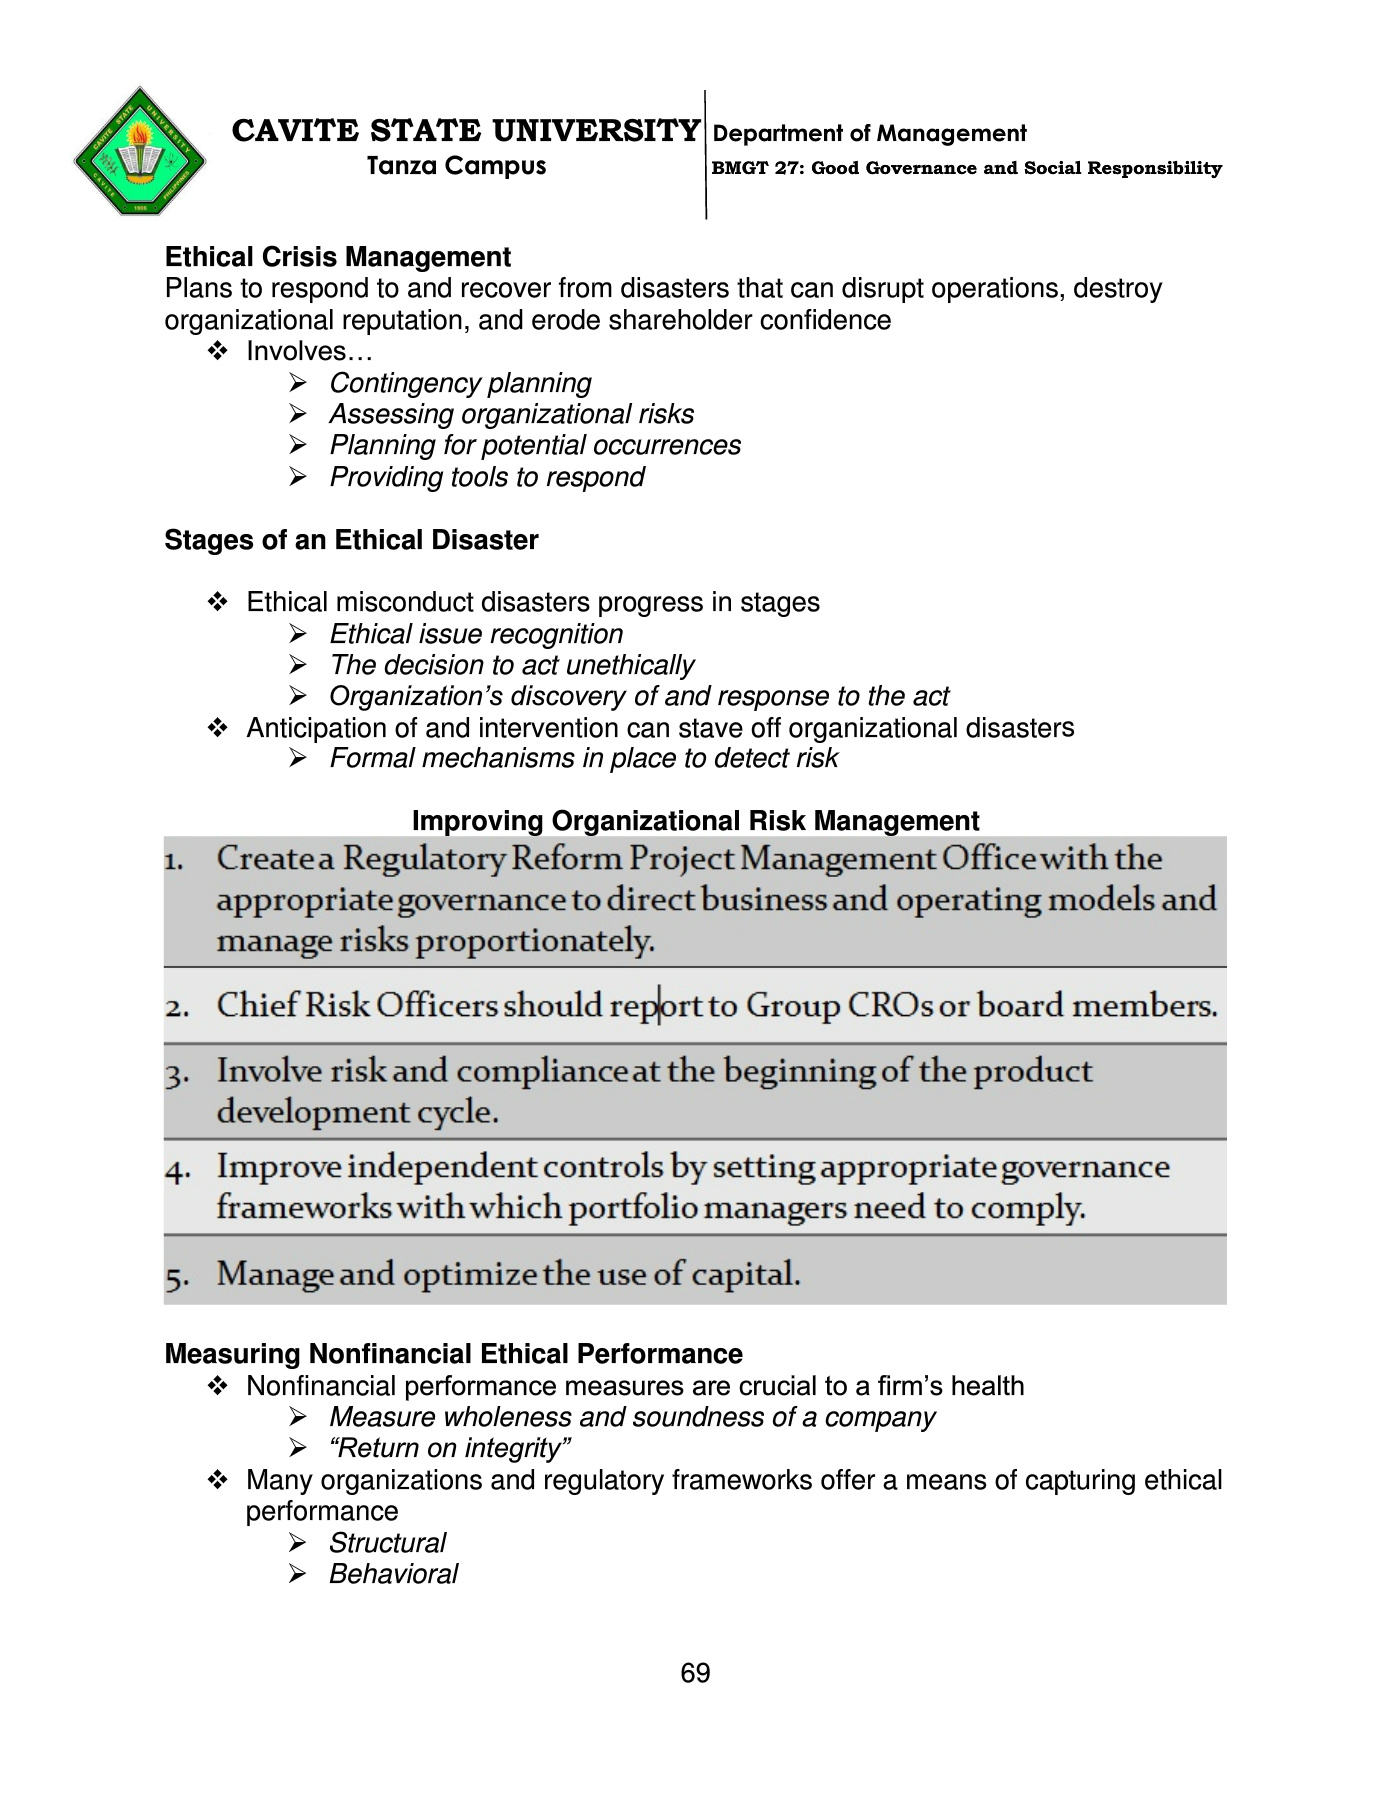 CAVITE STATE UNIVERSITY
Tanza Campus
Department of Management
BMGT 27: Good Governance and Social Responsibility
CAVITE STATE UNIVERSITY
CAVITE
PHILIPPINES
1906
Ethical Crisis Management
Plans to respond to and recover from disasters that can disrupt operations, destroy
organizational reputation, and erode shareholder confidence
❖ Involves…
➢ Contingency planning
➢ Assessing organizational risks
➢ Planning for potential occurrences
➢ Providing tools to respond
Stages of an Ethical Disaster
❖ Ethical misconduct disasters progress in stages
➢ Ethical issue recognition
➢ The decision to act unethically
➢ Organization’s discovery of and response to the act
❖ Anticipation of and intervention can stave off organizational disasters
➢ Formal mechanisms in place to detect risk
Improving Organizational Risk Management
1. Create a Regulatory Reform Project Management Office with the
appropriate governance to direct business and operating models and
manage risks proportionately.
2. Chief Risk Officers should report to Group CROs or board members.
3. Involve risk and compliance at the beginning of the product
development cycle.
4. Improve independent controls by setting appropriate governance
frameworks with which portfolio managers need to comply.
5. Manage and optimize the use of capital.
Measuring Nonfinancial Ethical Performance
❖ Nonfinancial performance measures are crucial to a firm’s health
➢ Measure wholeness and soundness of a company
➢ “Return on integrity”
❖ Many organizations and regulatory frameworks offer a means of capturing ethical
performance
➢ Structural
➢ Behavioral
69